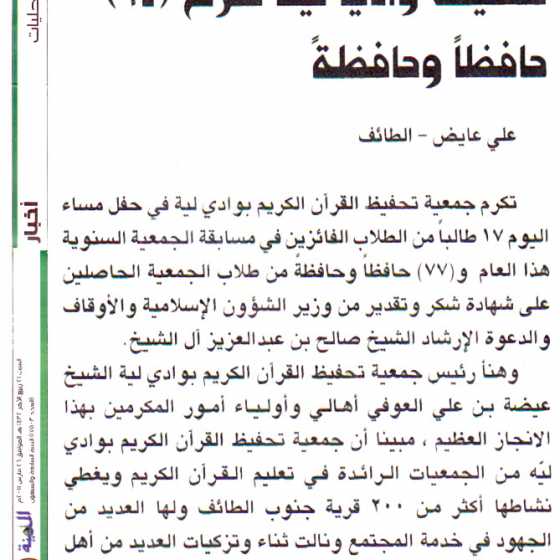 حافظاً وحافظةً
علي عايض - الطائف
تكرم جمعية تحفيظ القرآن الكريم بوادي لية في حفل مساء
اليوم ١٧ طالباً من الطلاب الفائزين في مسابقة الجمعية السنوية
هذا العام و(٧٧) حافظاً وحافظةً من طلاب الجمعية الحاصلين
على شهادة شكر وتقدير من وزير الشؤون الإسلامية والأوقاف
والدعوة الإرشاد الشيخ صالح بن عبدالعزيز آل الشيخ.
وهنأ رئيس جمعية تحفيظ القرآن الكريم بوادي لية الشيخ
عيضة بن علي العوفي أهالي وأولياء أمور المكرمين بهذا
الانجاز العظيم ، مبينا أن جمعية تحفيظ القرآن الكريم بوادي
ليّه من الجمعيات الرائدة في تعليم القرآن الكريم ويغطي
نشاطها أكثر من ٢٠٠ قرية جنوب الطائف ولها العديد من
الجهود في خدمة المجتمع ونالت ثناء وتزكيات العديد من أهل
محليات
أخبار